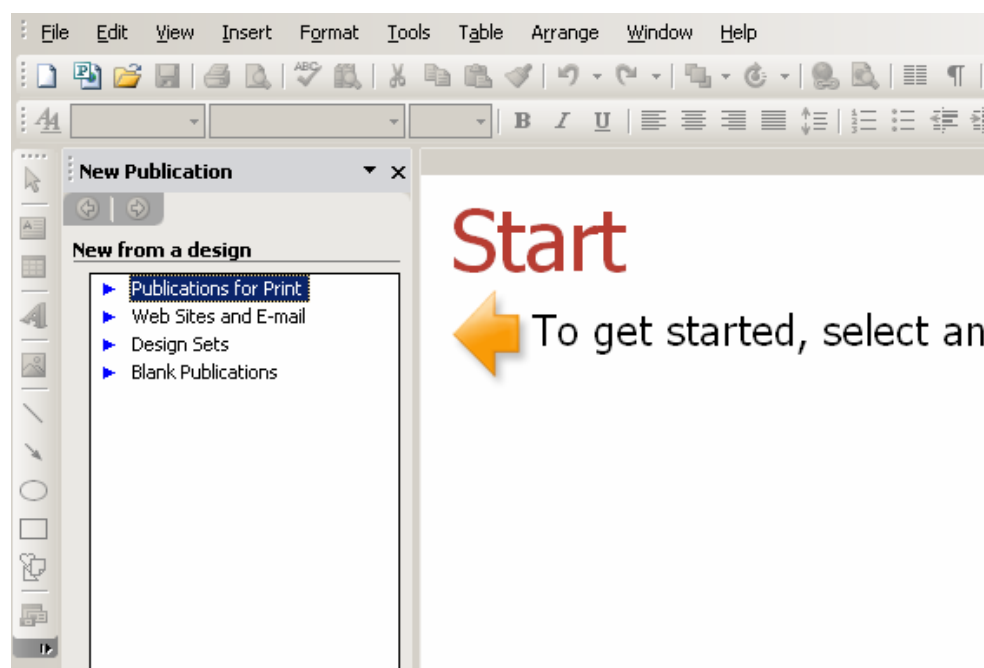 File Edit View Insert Format Tools Table Arrange Window Help
ABC
B I U
New Publication
New from a design
Publications for Print
Web Sites and E-mail
Design Sets
Blank Publications
Start
To get started, select an